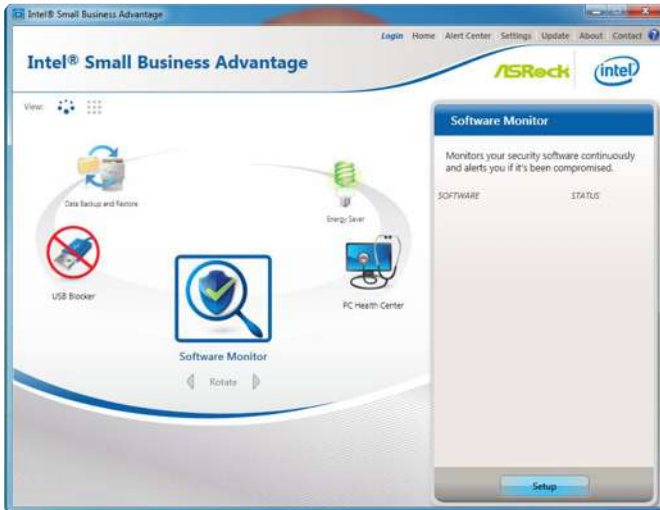 Intel® Small Business Advantage
Login Home Alert Center Settings Update About Contact ?
Intel® Small Business Advantage
ASRock
intel
View:
Software Monitor
Monitors your security software continuously
and alerts you if it's been compromised.
SOFTWARE STATUS
Data Backup and Restore
Energy Saver
USB Blocker
PC Health Center
Software Monitor
Rotate
Setup